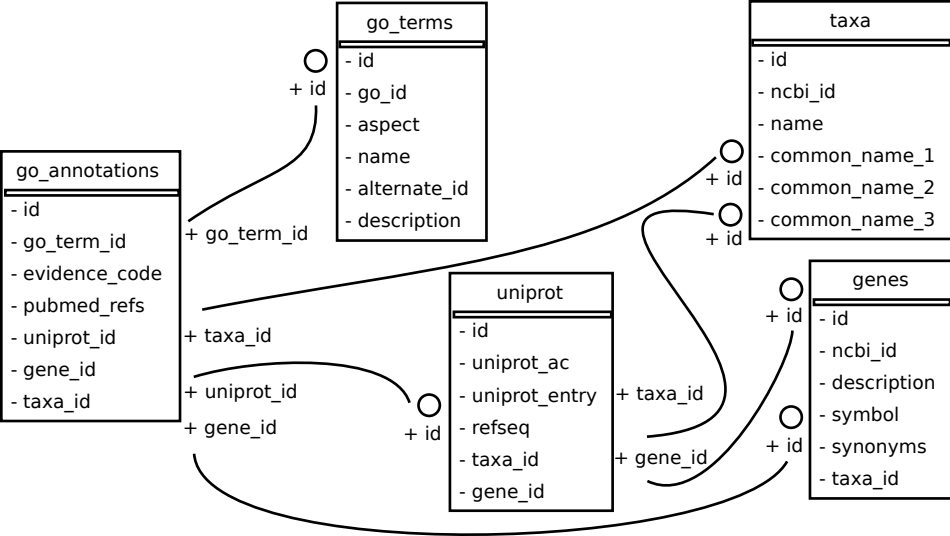 go_terms
- id
- go_id
- aspect
- name
- alternate_id
- description
+ id
taxa
- id
- ncbi_id
- name
- common_name_1
- common_name_2
- common_name_3
+ id
+ id
go_annotations
- id
- go_term_id
- evidence_code
- pubmed_refs
- uniprot_id
- gene_id
- taxa_id
+ go_term_id
+ taxa_id
+ uniprot_id
+ gene_id
uniprot
- id
- uniprot_ac
- uniprot_entry
- refseq
- taxa_id
- gene_id
+ id
+ taxa_id
+ gene_id
genes
- id
- ncbi_id
- description
- symbol
- synonyms
- taxa_id
+ id
+ id